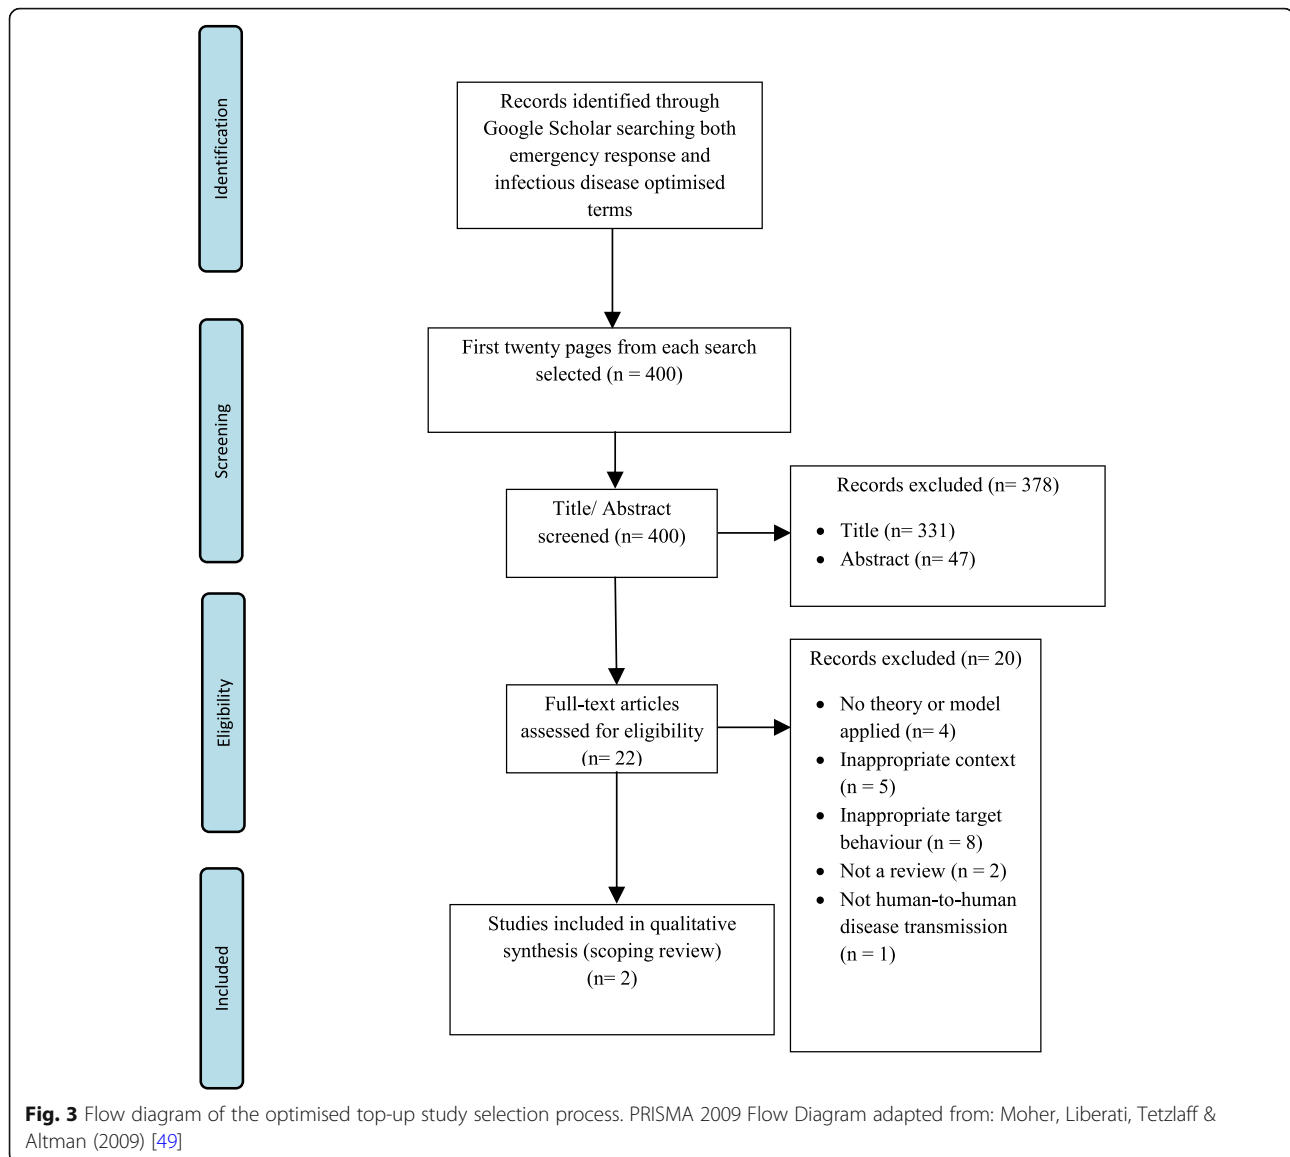 Identification
Records identified through
Google Scholar searching both
emergency response and
infectious disease optimised
terms
Screening
First twenty pages from each search
selected (n = 400)
Title/ Abstract
screened (n= 400)
Records excluded (n= 378)
• Title (n= 331)
• Abstract (n= 47)
Eligibility
Full-text articles
assessed for eligibility
(n= 22)
Records excluded (n= 20)
• No theory or model
applied (n= 4)
• Inappropriate context
(n = 5)
• Inappropriate target
behaviour (n = 8)
• Not a review (n = 2)
• Not human-to-human
disease transmission
(n = 1)
Included
Studies included in qualitative
synthesis (scoping review)
(n= 2)
Fig. 3 Flow diagram of the optimised top-up study selection process. PRISMA 2009 Flow Diagram adapted from: Moher, Liberati, Tetzlaff &
Altman (2009) [49]